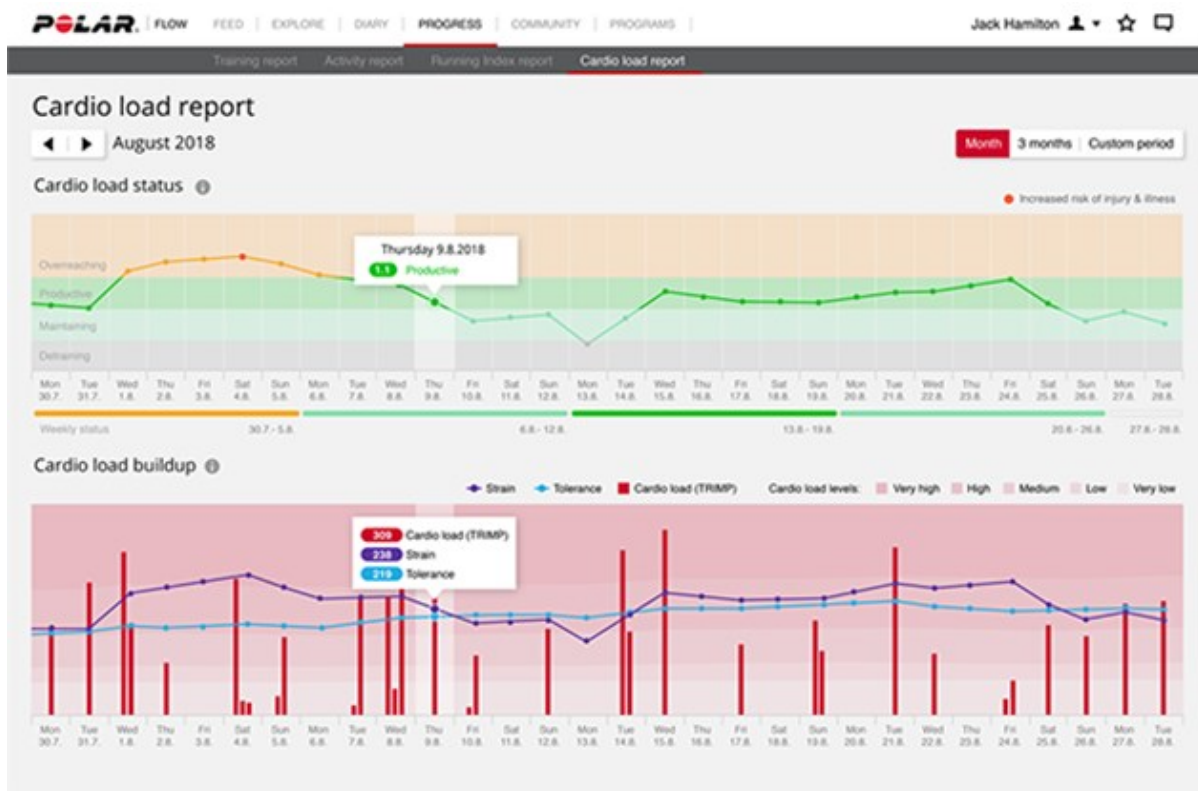 POLAR. FLOW FEED EXPLORE DIARY PROGRESS COMMUNITY PROGRAMS Jack Hamilton
Training report Activity report Running Index report Cardio load report
Cardio load report
August 2018 Month 3 months Custom period
Cardio load status
Increased risk of injury & illness
Thursday 9.8.2018
1.1 Productive
Overreaching
Productive
Maintaining
Detraining
Mon Tue Wed Thu Fri Sat Sun Mon Tue Wed Thu Fri Sat Sun Mon Tue Wed Thu Fri Sat Sun Mon Tue Wed Thu Fri Sat Sun Mon Tue
30.7. 31.7. 1.8. 2.8. 3.8. 4.8. 5.8. 6.8. 7.8. 8.8. 9.8. 10.8. 11.8. 12.8. 13.8. 14.8. 15.8. 16.8. 17.8. 18.8. 19.8. 20.8. 21.8. 22.8. 23.8. 24.8. 25.8. 26.8. 27.8. 28.8.
Weekly status 30.7.- 5.8. 6.8.- 12.8. 13.8.- 19.8. 20.6.- 26.8. 27.8.- 28.8.
Cardio load buildup
Strain Tolerance Cardio load (TRIMP) Cardio load levels: Very high High Medium Low Very low
309 Cardio load (TRIMP)
238 Strain
219 Tolerance
Mon Tue Wed Thu Fri Sat Sun Mon Tue Wed Thu Fri Sat Sun Mon Tue Wed Thu Fri Sat Sun Mon Tue Wed Thu Fri Sat Sun Mon Tue
30.7. 31.7. 1.8. 2.8. 3.8. 4.8. 5.8. 6.8. 7.8. 8.8. 9.8. 10.8. 11.8. 12.8. 13.8. 14.8. 15.8. 16.8. 17.8. 18.8. 19.8. 20.8. 21.8. 22.8. 23.8. 24.8. 25.8. 26.8. 27.8. 28.8.